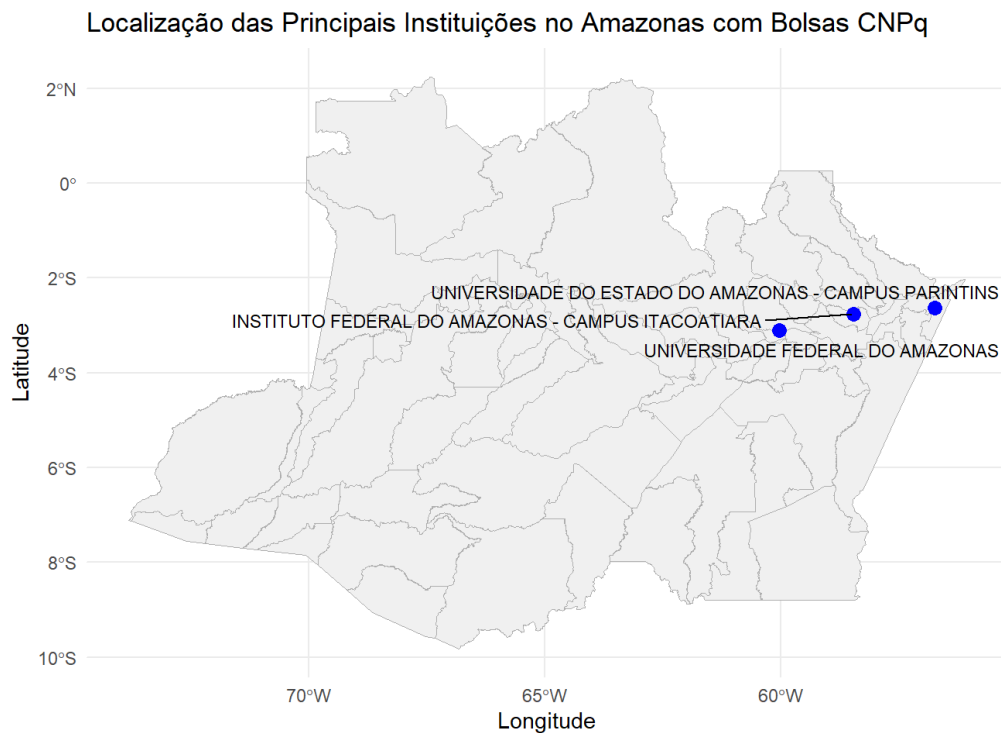 Localização das Principais Instituições no Amazonas com Bolsas CNPq
2°N
0°
2°S
4°S
6°S
8°S
10°S
Latitude
UNIVERSIDADE DO ESTADO DO AMAZONAS - CAMPUS PARINTINS
INSTITUTO FEDERAL DO AMAZONAS - CAMPUS ITACOATIARA
UNIVERSIDADE FEDERAL DO AMAZONAS
70°W 65°W 60°W
Longitude